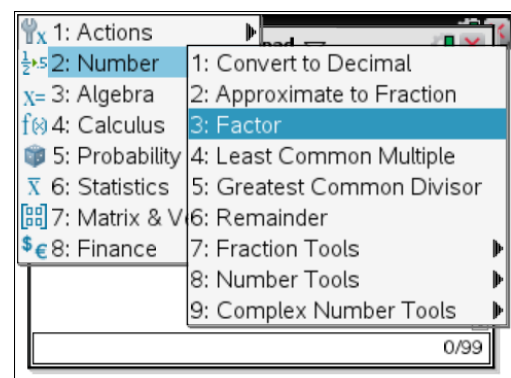 1: Actions
2: Number
3: Algebra
4: Calculus
5: Probability
6: Statistics
7: Matrix & V
8: Finance
1: Convert to Decimal
2: Approximate to Fraction
3: Factor
4: Least Common Multiple
5: Greatest Common Divisor
6: Remainder
7: Fraction Tools
8: Number Tools
9: Complex Number Tools
0/99